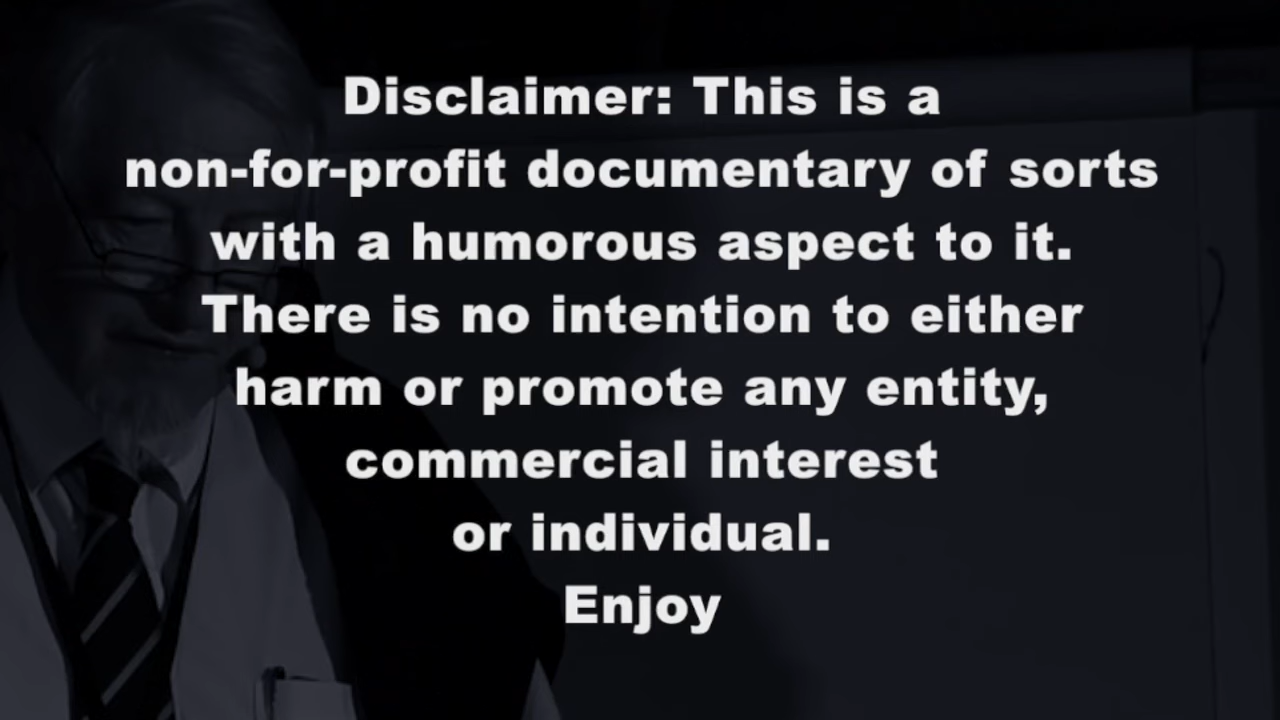 Disclaimer: This is a
non-for-profit documentary of sorts
with a humorous aspect to it.
There is no intention to either
harm or promote any entity,
commercial interest
or individual.
Enjoy